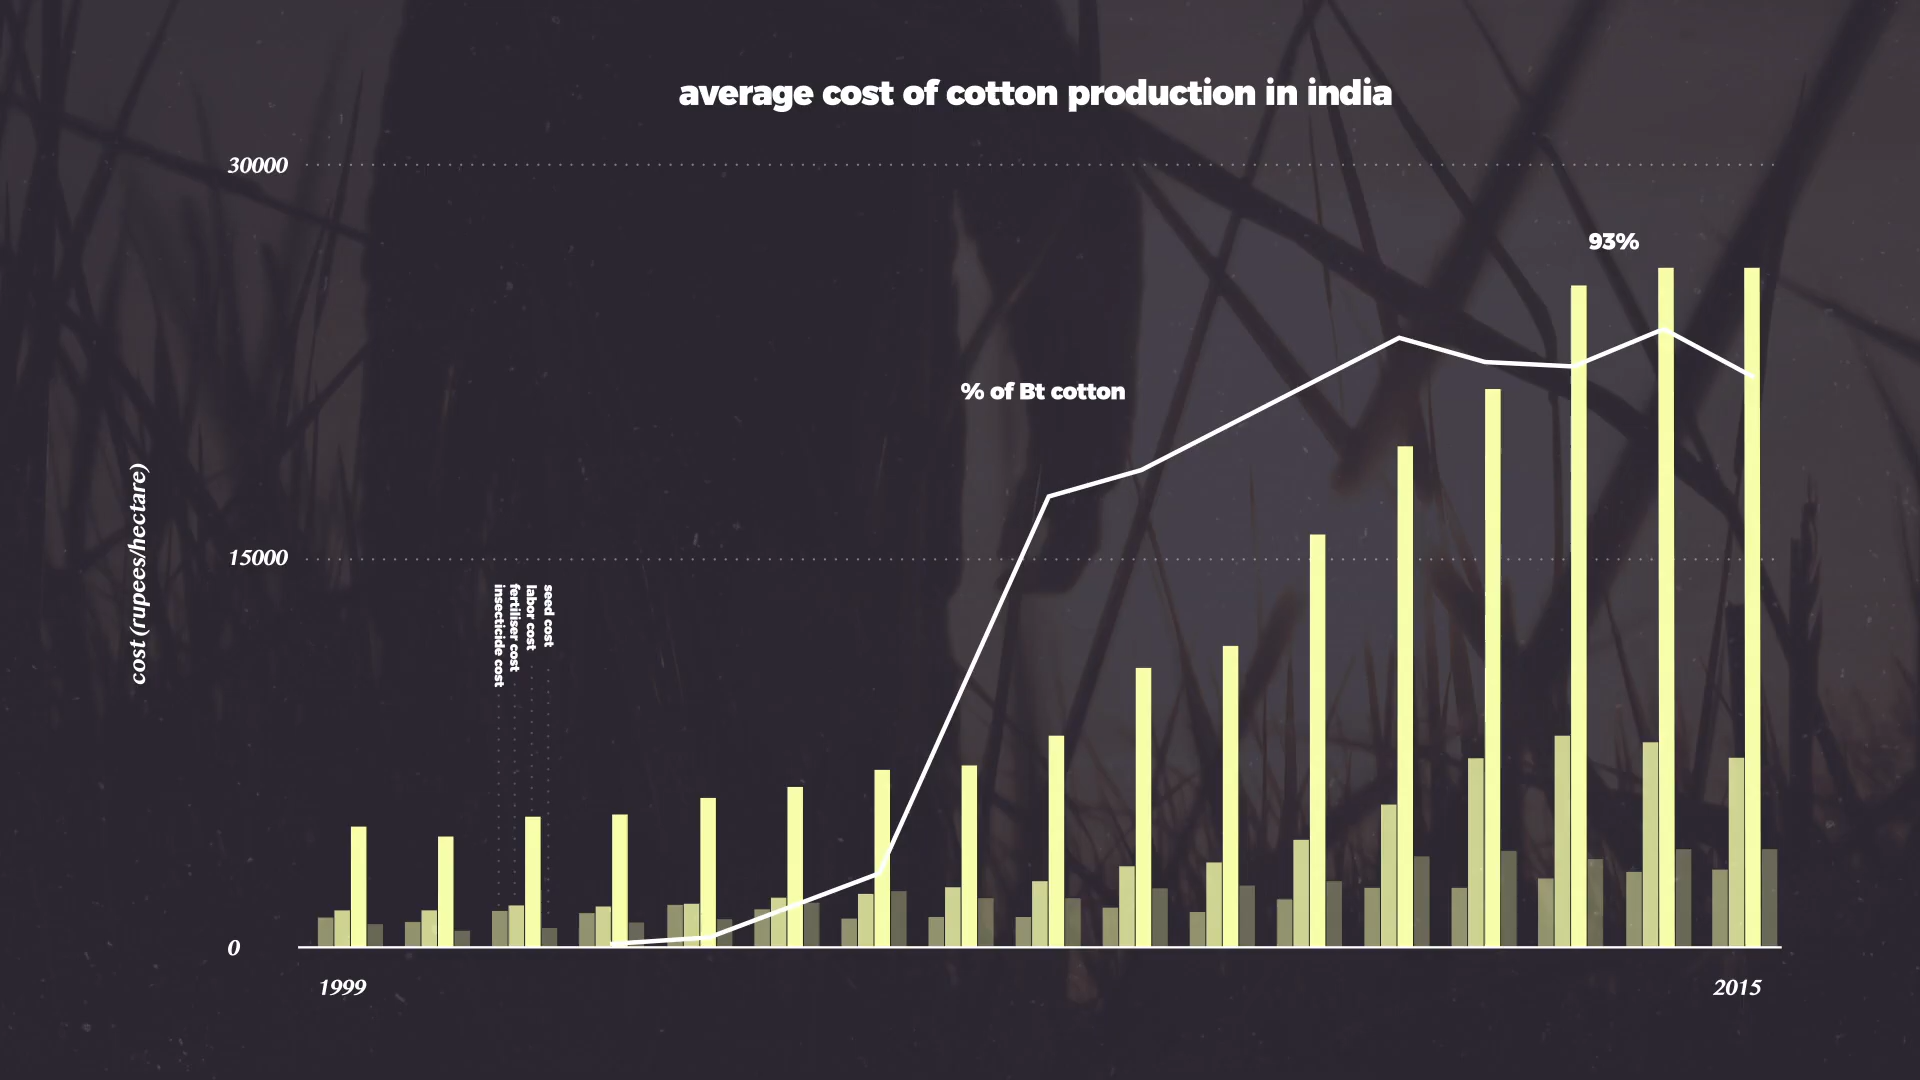 average cost of cotton production in india
30000
93%
% of Bt cotton
15000
cost (rupees/hectare)
insecticide cost
fertiliser cost
labor cost
seed cost
0
1999
2015